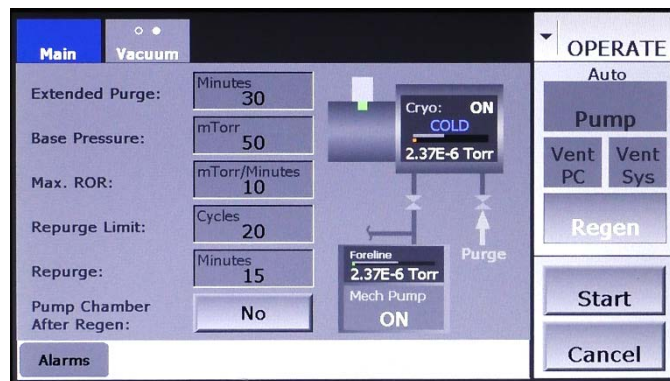 Main
Vacuum
Extended Purge:
Minutes
30
Base Pressure:
mTorr
50
Max. ROR:
mTorr/Minutes
10
Repurge Limit:
Cycles
20
Repurge:
Minutes
15
Pump Chamber
After Regen:
No
Alarms
Cryo: ON
COLD
2.37E-6 Torr
Purge
Foreline
2.37E-6 Torr
Mech Pump
ON
OPERATE
Auto
Pump
Vent
PC
Vent
Sys
Regen
Start
Cancel